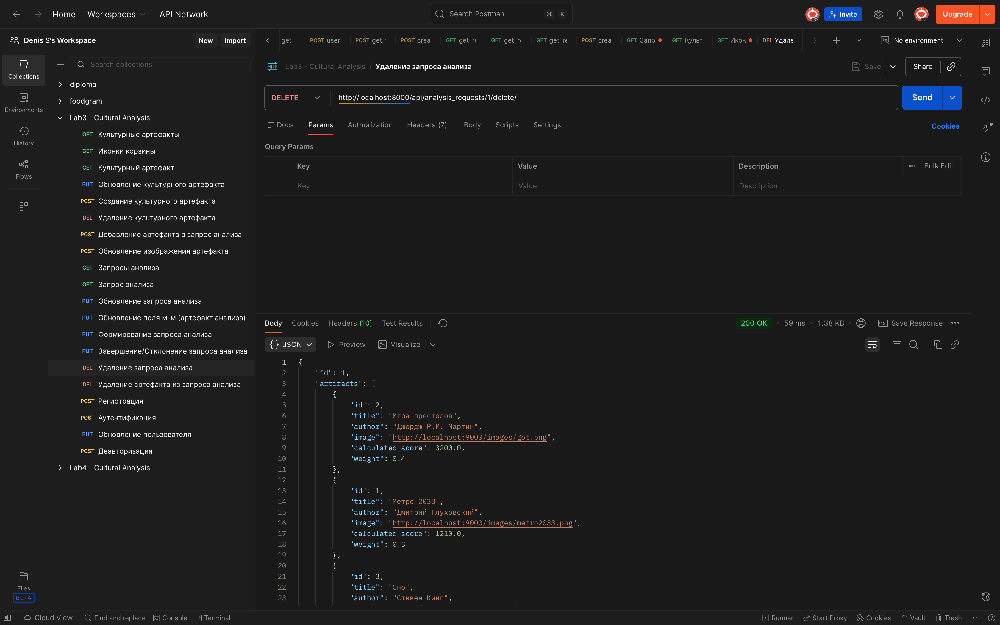 Home Workspaces API Network Search Postman ⌘ K Invite Upgrade
Denis S's Workspace New Import
get_ POST user. POST get_ POST crea GET get_re GET get_re GET get_re POST crea GET Запр GET Культ GET Икон DEL Удале No environment
Collections
Environments
History
Flows
Files
BETA
Search collections
diploma
foodgram
Lab3 - Cultural Analysis
GET Культурные артефакты
GET Иконки корзины
GET Культурный артефакт
PUT Обновление культурного артефакта
POST Создание культурного артефакта
DEL Удаление культурного артефакта
POST Добавление артефакта в запрос анализа
POST Обновление изображения артефакта
GET Запросы анализа
GET Запрос анализа
PUT Обновление запроса анализа
PUT Обновление поля м-м (артефакт анализа)
PUT Формирование запроса анализа
PUT Завершение/Отклонение запроса анализа
DEL Удаление запроса анализа
DEL Удаление артефакта из запроса анализа
POST Регистрация
POST Аутентификация
PUT Обновление пользователя
POST Деавторизация
Lab4 - Cultural Analysis
HTTP Lab3 - Cultural Analysis / Удаление запроса анализа Save Share
DELETE http://localhost:8000/api/analysis_requests/1/delete/ Send
Docs Params Authorization Headers (7) Body Scripts Settings Cookies
Query Params
Key Value Description Bulk Edit
Key Value Description
Body Cookies Headers (10) Test Results 200 OK • 59 ms • 1.38 KB • e.g. Save Response
{} JSON Preview Visualize
1 {
2 "id": 1,
3 "artifacts": [
4 {
5 "id": 2,
6 "title": "Игра престолов",
7 "author": "Джордж Р.Р. Мартин",
8 "image": "http://localhost:9000/images/got.png",
9 "calculated_score": 3200.0,
10 "weight": 0.4
11 },
12 {
13 "id": 1,
14 "title": "Метро 2033",
15 "author": "Дмитрий Глуховский",
16 "image": "http://localhost:9000/images/metro2033.png",
17 "calculated_score": 1210.0,
18 "weight": 0.3
19 },
20 {
21 "id": 3,
22 "title": "Оно",
23 "author": "Стивен Кинг",
Cloud View Find and replace Console Terminal Runner Start Proxy Cookies Vault Trash